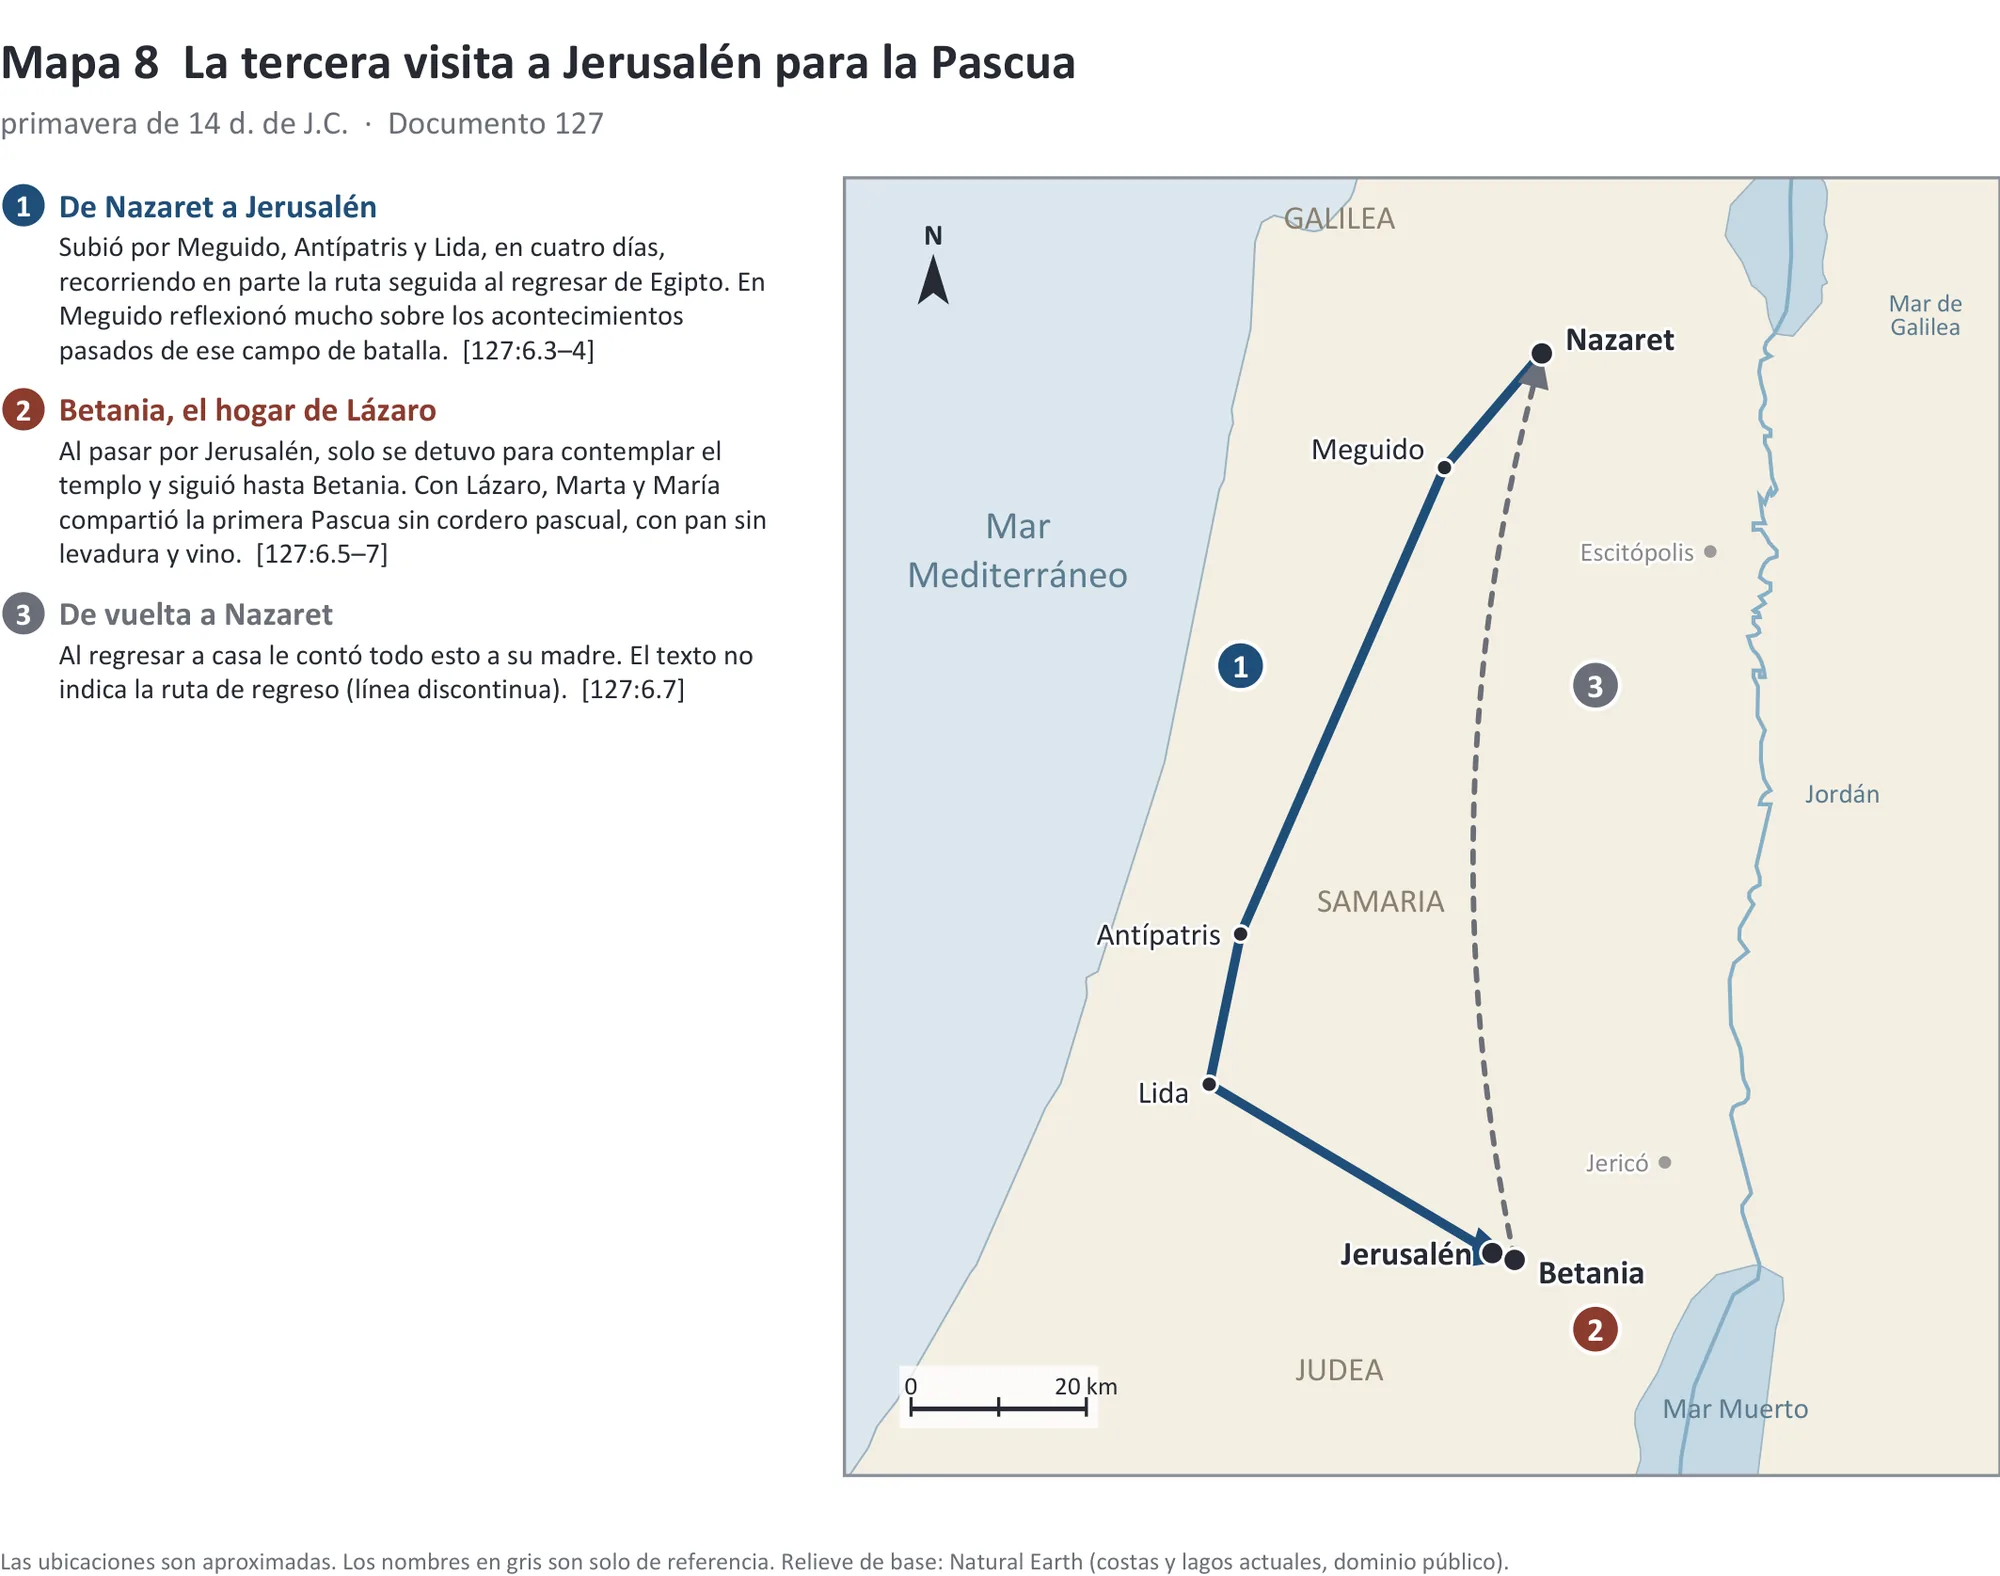 Mapa 8  La tercera visita a Jerusalén para la Pascua
primavera de 14 d. de J.C.  ·  Documento 127
1 De Nazaret a Jerusalén
Subió por Meguido, Antípatris y Lida, en cuatro días,
recorriendo en parte la ruta seguida al regresar de Egipto. En
Meguido reflexionó mucho sobre los acontecimientos
pasados de ese campo de batalla.  [127:6.3–4]
2 Betania, el hogar de Lázaro
Al pasar por Jerusalén, solo se detuvo para contemplar el
templo y siguió hasta Betania. Con Lázaro, Marta y María
compartió la primera Pascua sin cordero pascual, con pan sin
levadura y vino.  [127:6.5–7]
3 De vuelta a Nazaret
Al regresar a casa le contó todo esto a su madre. El texto no
indica la ruta de regreso (línea discontinua).  [127:6.7]
GALILEA
N
Mar de
Galilea
Nazaret
Meguido
Mar
Mediterráneo
Escitópolis
1
3
Jordán
SAMARIA
Antípatris
Lida
Jericó
Jerusalén
Betania
2
JUDEA
0
20 km
Mar Muerto
Las ubicaciones son aproximadas. Los nombres en gris son solo de referencia. Relieve de base: Natural Earth (costas y lagos actuales, dominio público).